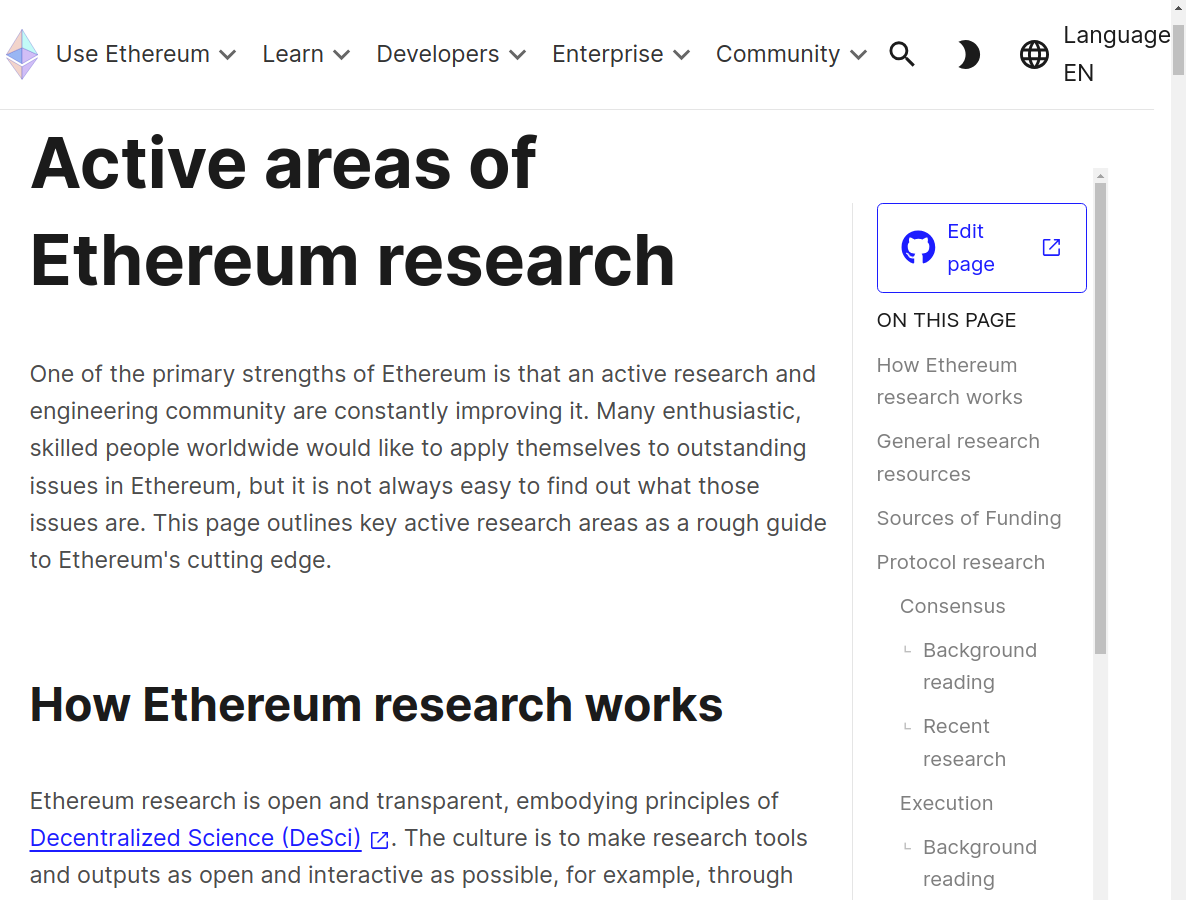 Use Ethereum Learn Developers Enterprise Community Language
EN
Active areas of
Ethereum research
One of the primary strengths of Ethereum is that an active research and
engineering community are constantly improving it. Many enthusiastic,
skilled people worldwide would like to apply themselves to outstanding
issues in Ethereum, but it is not always easy to find out what those
issues are. This page outlines key active research areas as a rough guide
to Ethereum's cutting edge.
How Ethereum research works
Ethereum research is open and transparent, embodying principles of
Decentralized Science (DeSci) . The culture is to make research tools
and outputs as open and interactive as possible, for example, through
Edit
page
ON THIS PAGE
How Ethereum
research works
General research
resources
Sources of Funding
Protocol research
Consensus
Background
reading
Recent
research
Execution
Background
reading